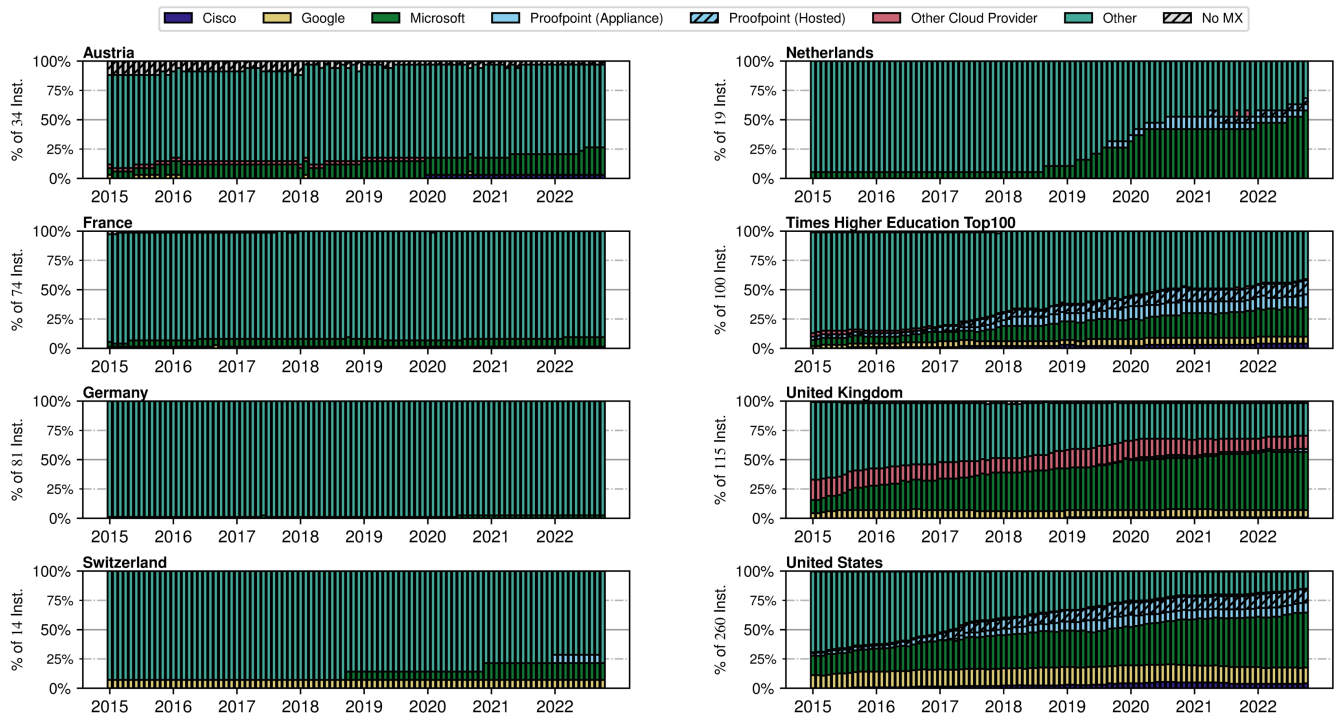 Cisco Google Microsoft Proofpoint (Appliance) Proofpoint (Hosted) Other Cloud Provider Other No MX
Austria
% of 34 Inst.
100%
75%
50%
25%
0%
2015 2016 2017 2018 2019 2020 2021 2022
Netherlands
% of 19 Inst.
100%
75%
50%
25%
0%
2015 2016 2017 2018 2019 2020 2021 2022
France
% of 74 Inst.
100%
75%
50%
25%
0%
2015 2016 2017 2018 2019 2020 2021 2022
Times Higher Education Top100
% of 100 Inst.
100%
75%
50%
25%
0%
2015 2016 2017 2018 2019 2020 2021 2022
Germany
% of 81 Inst.
100%
75%
50%
25%
0%
2015 2016 2017 2018 2019 2020 2021 2022
United Kingdom
% of 115 Inst.
100%
75%
50%
25%
0%
2015 2016 2017 2018 2019 2020 2021 2022
Switzerland
% of 14 Inst.
100%
75%
50%
25%
0%
2015 2016 2017 2018 2019 2020 2021 2022
United States
% of 260 Inst.
100%
75%
50%
25%
0%
2015 2016 2017 2018 2019 2020 2021 2022